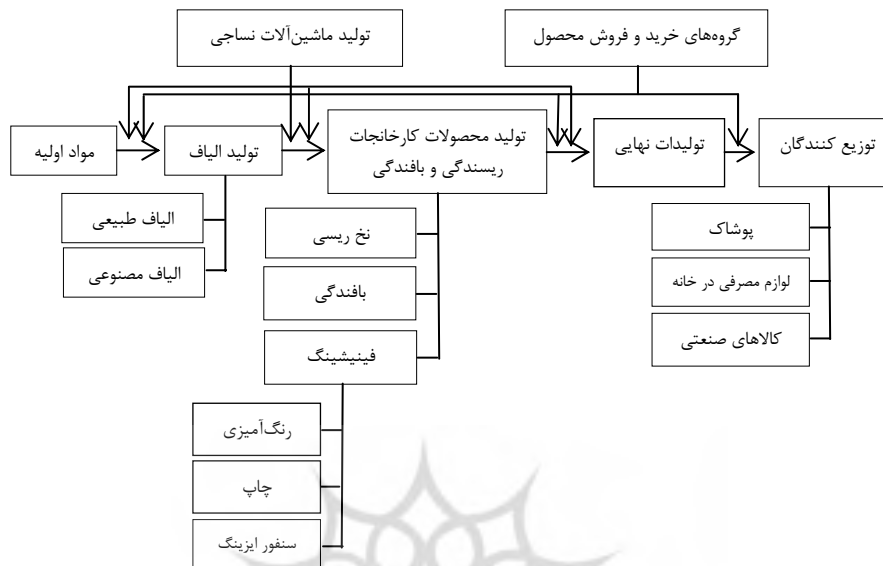 گروه‌های خرید و فروش محصول
تولید ماشین‌آلات نساجی
مواد اولیه
تولید الیاف
تولید محصولات کارخانجات
ریسندگی و بافندگی
تولیدات نهایی
توزیع کنندگان
الیاف طبیعی
الیاف مصنوعی
نخ ریسی
بافندگی
فینیشینگ
رنگ‌آمیزی
چاپ
سنفور ایزینگ
پوشاک
لوازم مصرفی در خانه
کالاهای صنعتی